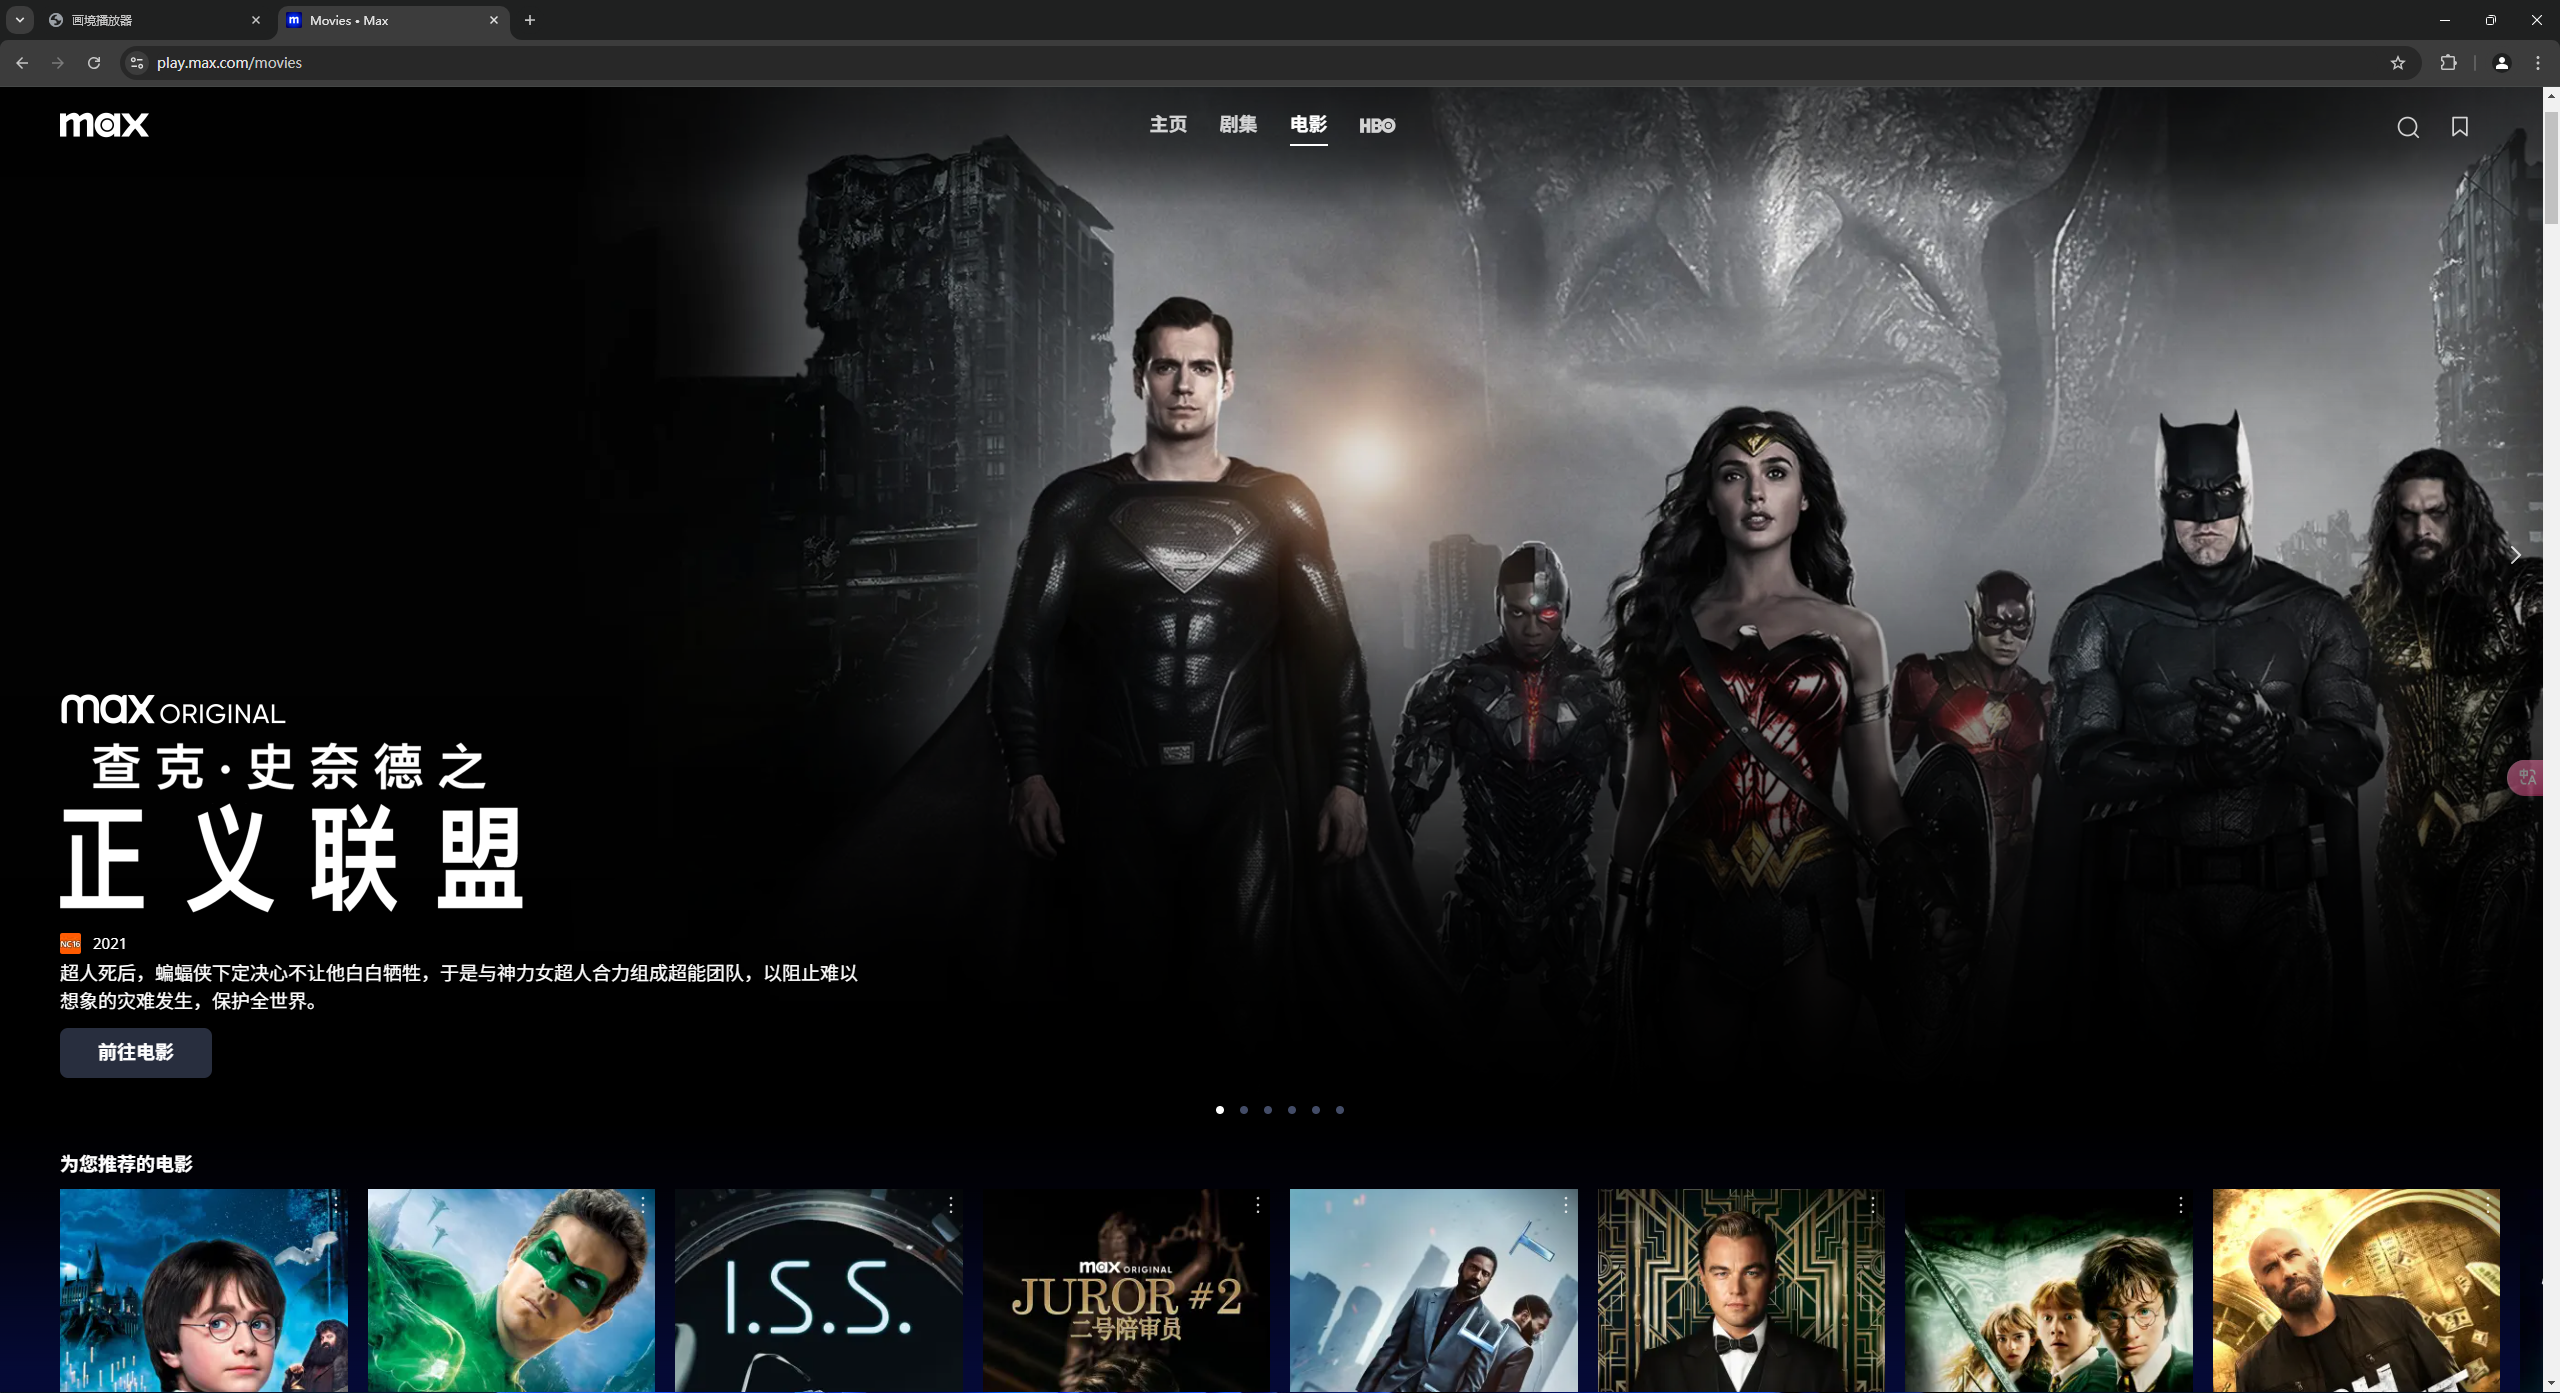 画境播放器
Movies • Max
play.max.com/movies
max
主页
剧集
电影
HBO
max ORIGINAL
查克·史奈德之
正义联盟
NC16 2021
超人死后，蝙蝠侠下定决心不让他白白牺牲，于是与神力女超人合力组成超能团队，以阻止难以
想象的灾难发生，保护全世界。
前往电影
为您推荐的电影
I.S.S.
max ORIGINAL
JUROR #2
二号陪审员